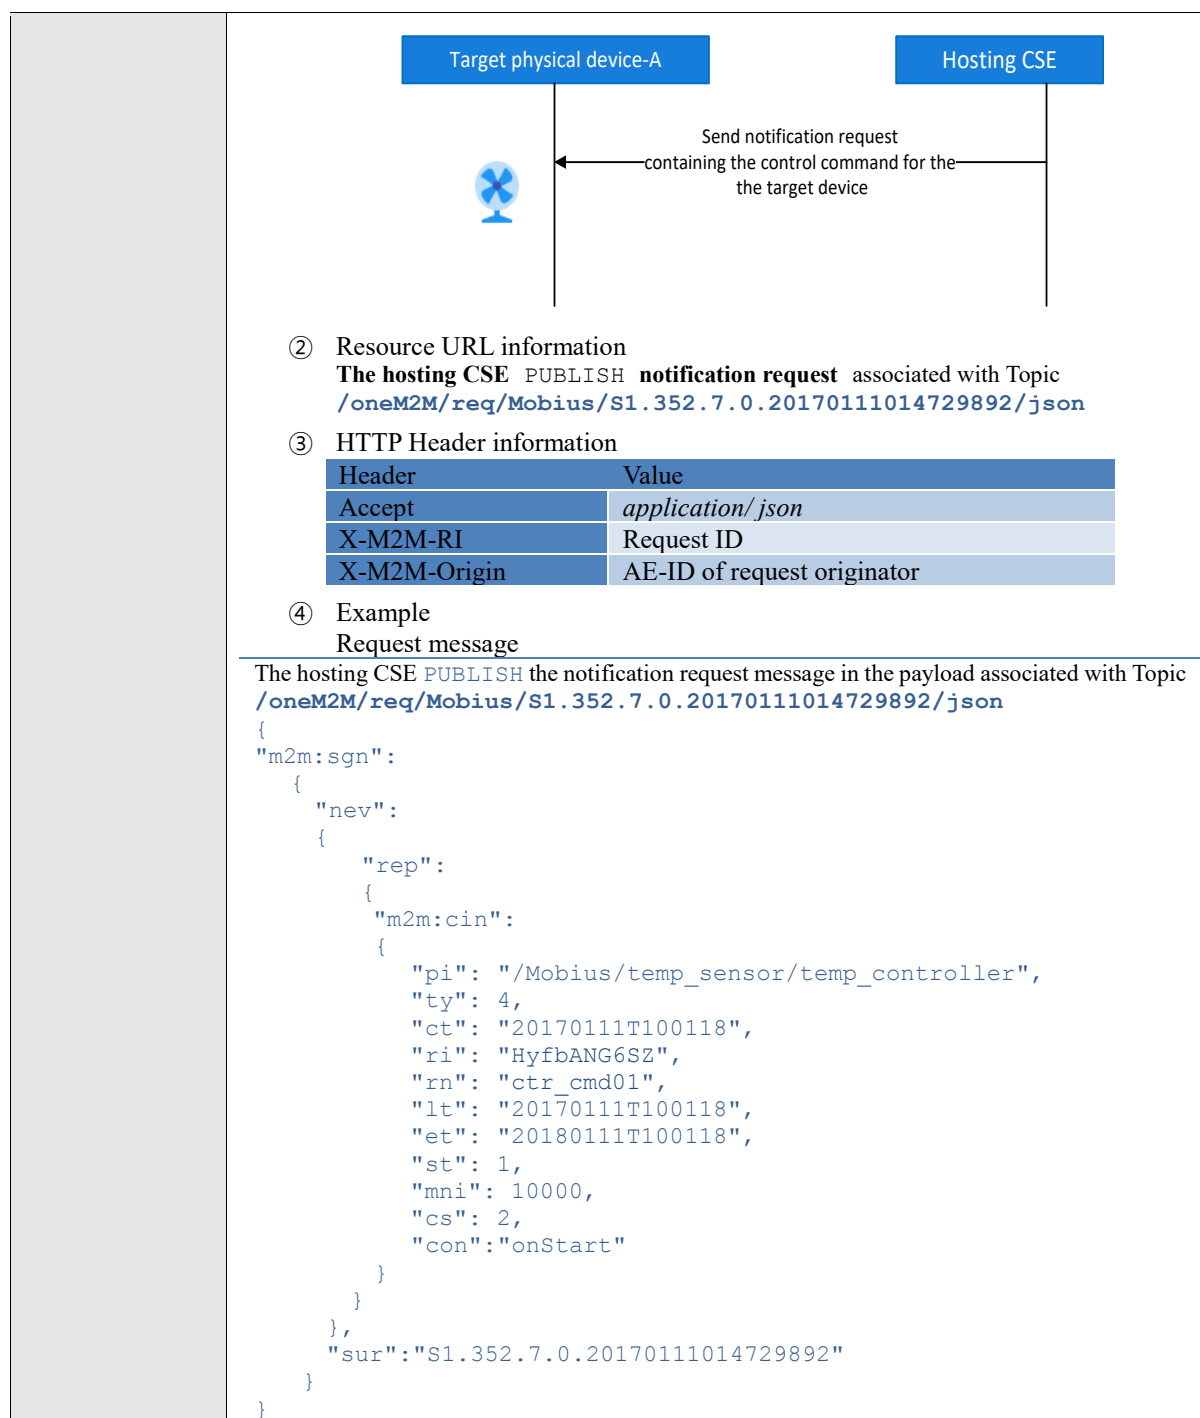 Target physical device-A
Hosting CSE
Send notification request
containing the control command for the
the target device
② Resource URL information
The hosting CSE PUBLISH notification request associated with Topic
/oneM2M/req/Mobius/S1.352.7.0.20170111014729892/json
③ HTTP Header information
Header Value
Accept application/ json
X-M2M-RI Request ID
X-M2M-Origin AE-ID of request originator
④ Example
Request message
The hosting CSE PUBLISH the notification request message in the payload associated with Topic
/oneM2M/req/Mobius/S1.352.7.0.20170111014729892/json
{
"m2m:sgn":
{
"nev":
{
"rep":
{
"m2m:cin":
{
"pi": "/Mobius/temp_sensor/temp_controller",
"ty": 4,
"ct": "20170111T100118",
"ri": "HyfbANG6SZ",
"rn": "ctr_cmd01",
"lt": "20170111T100118",
"et": "20180111T100118",
"st": 1,
"mni": 10000,
"cs": 2,
"con":"onStart"
}
}
},
"sur":"S1.352.7.0.20170111014729892"
}
}